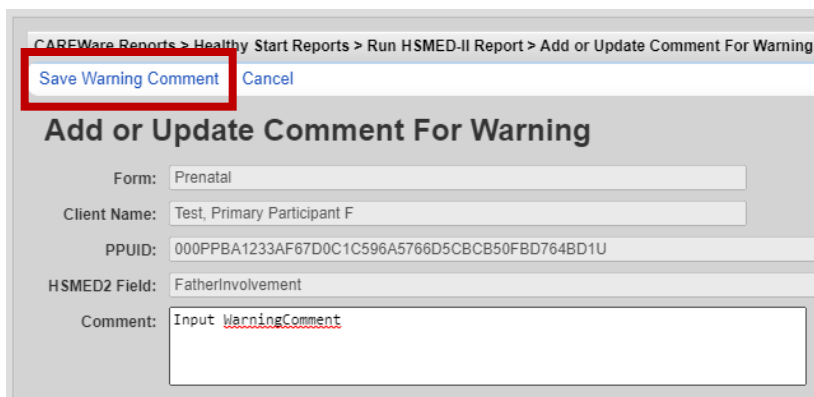 CAREWare Reports > Healthy Start Reports > Run HSMED-II Report > Add or Update Comment For Warning
Save Warning Comment Cancel
Add or Update Comment For Warning
Form: Prenatal
Client Name: Test, Primary Participant F
PPUID: 000PPBA1233AF67D0C1C596A5766D5CBCB50FBD764BD1U
HSMED2 Field: FatherInvolvement
Comment: Input WarningComment